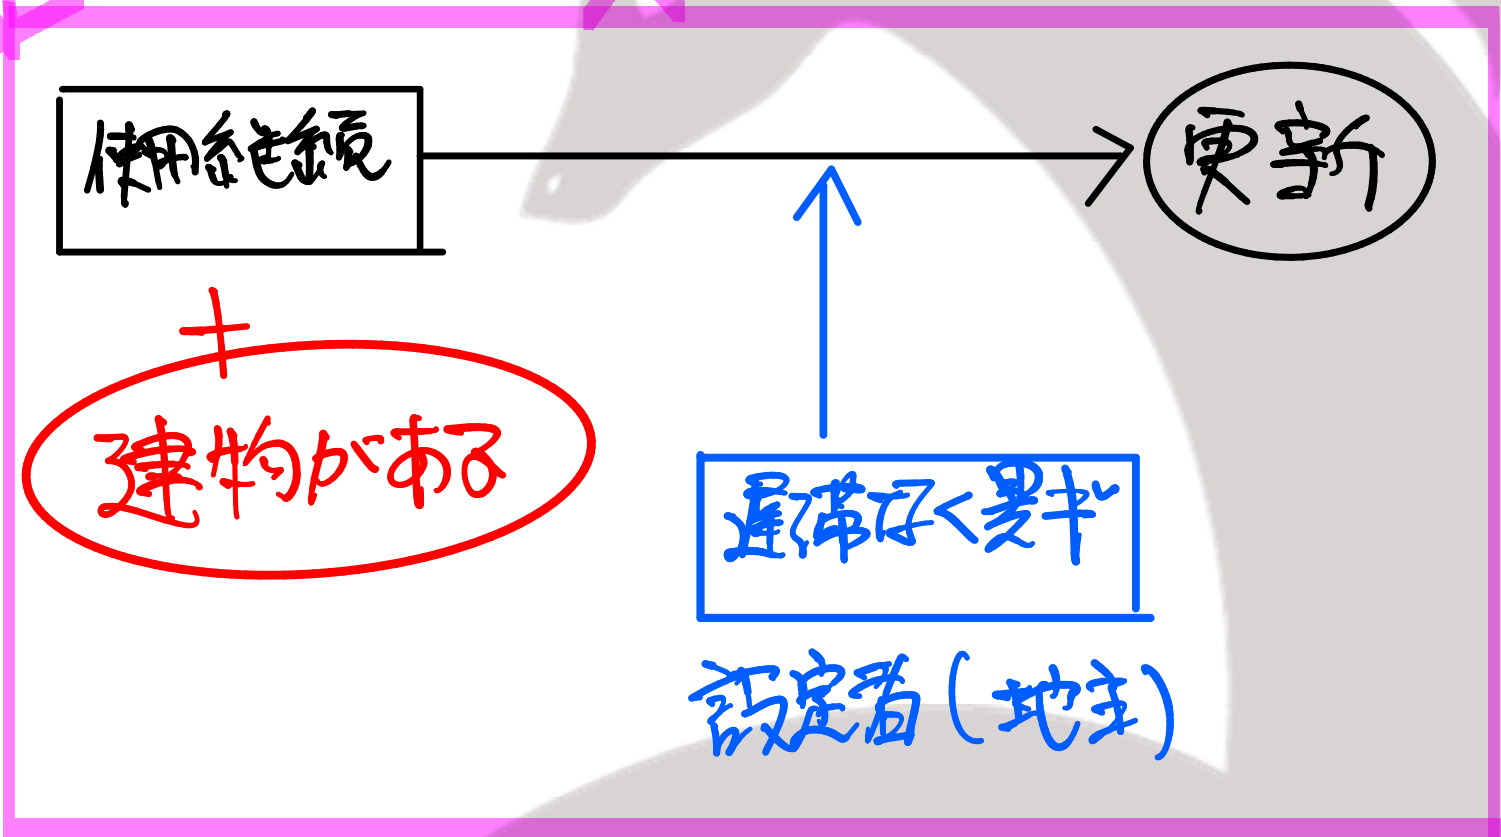 使用継続
更新
+
建物がある
遅滞なく異ギ
設定者(地主)